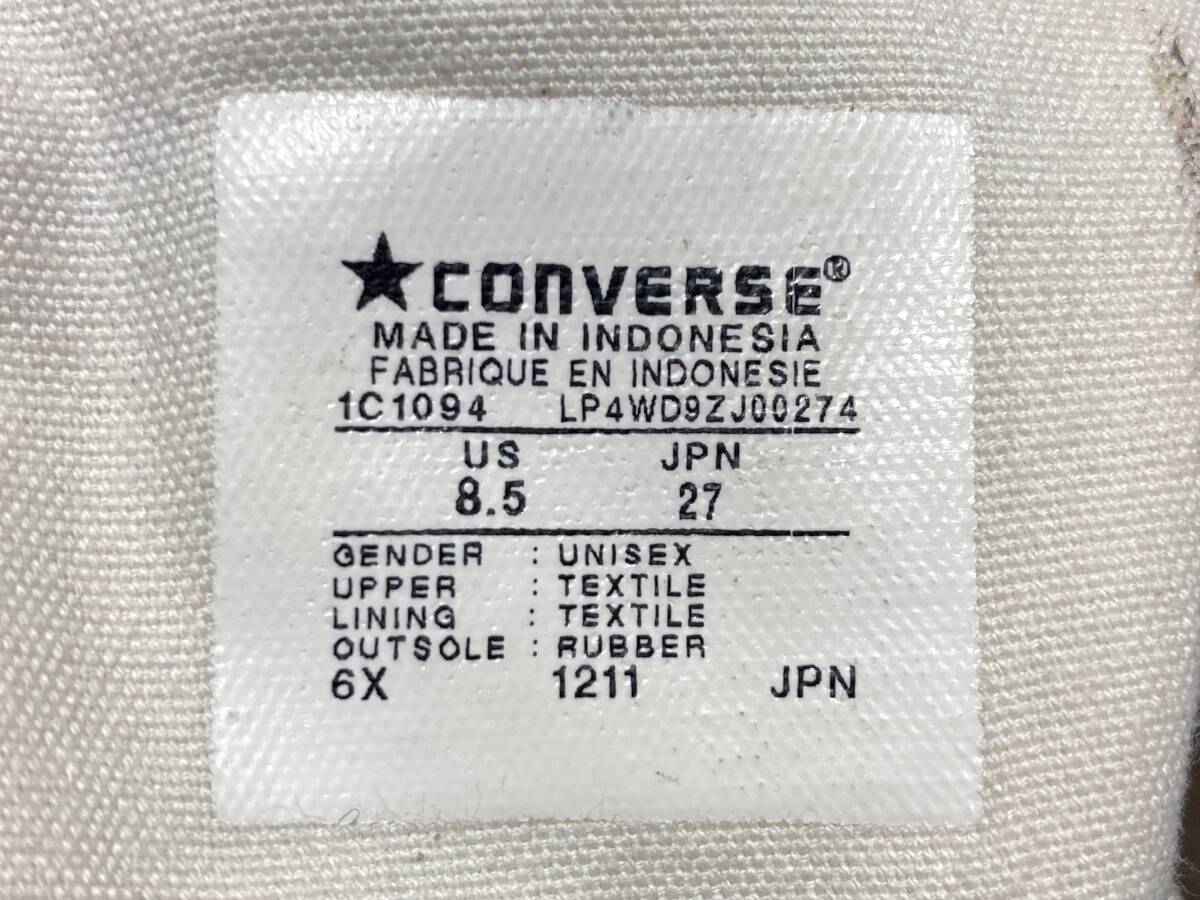 ★CONVERSE®
MADE IN INDONESIA
FABRIQUE EN INDONESIE
1C1094 LP4WD9ZJ00274
US JPN
8.5 27
GENDER : UNISEX
UPPER : TEXTILE
LINING : TEXTILE
OUTSOLE : RUBBER
6X 1211 JPN